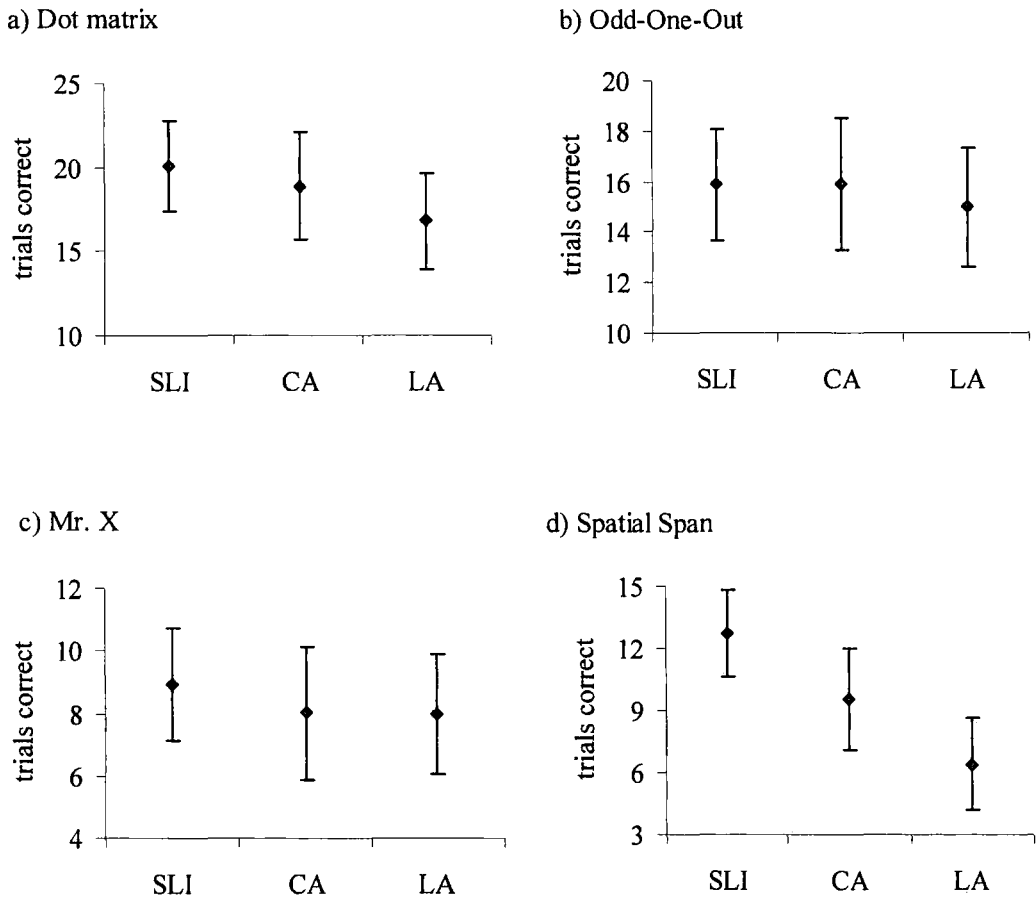 a) Dot matrix
25
20
15
10
trials correct
SLI CA LA
b) Odd-One-Out
20
18
16
14
12
10
trials correct
SLI CA LA
c) Mr. X
12
10
8
6
4
trials correct
SLI CA LA
d) Spatial Span
15
12
9
6
3
trials correct
SLI CA LA